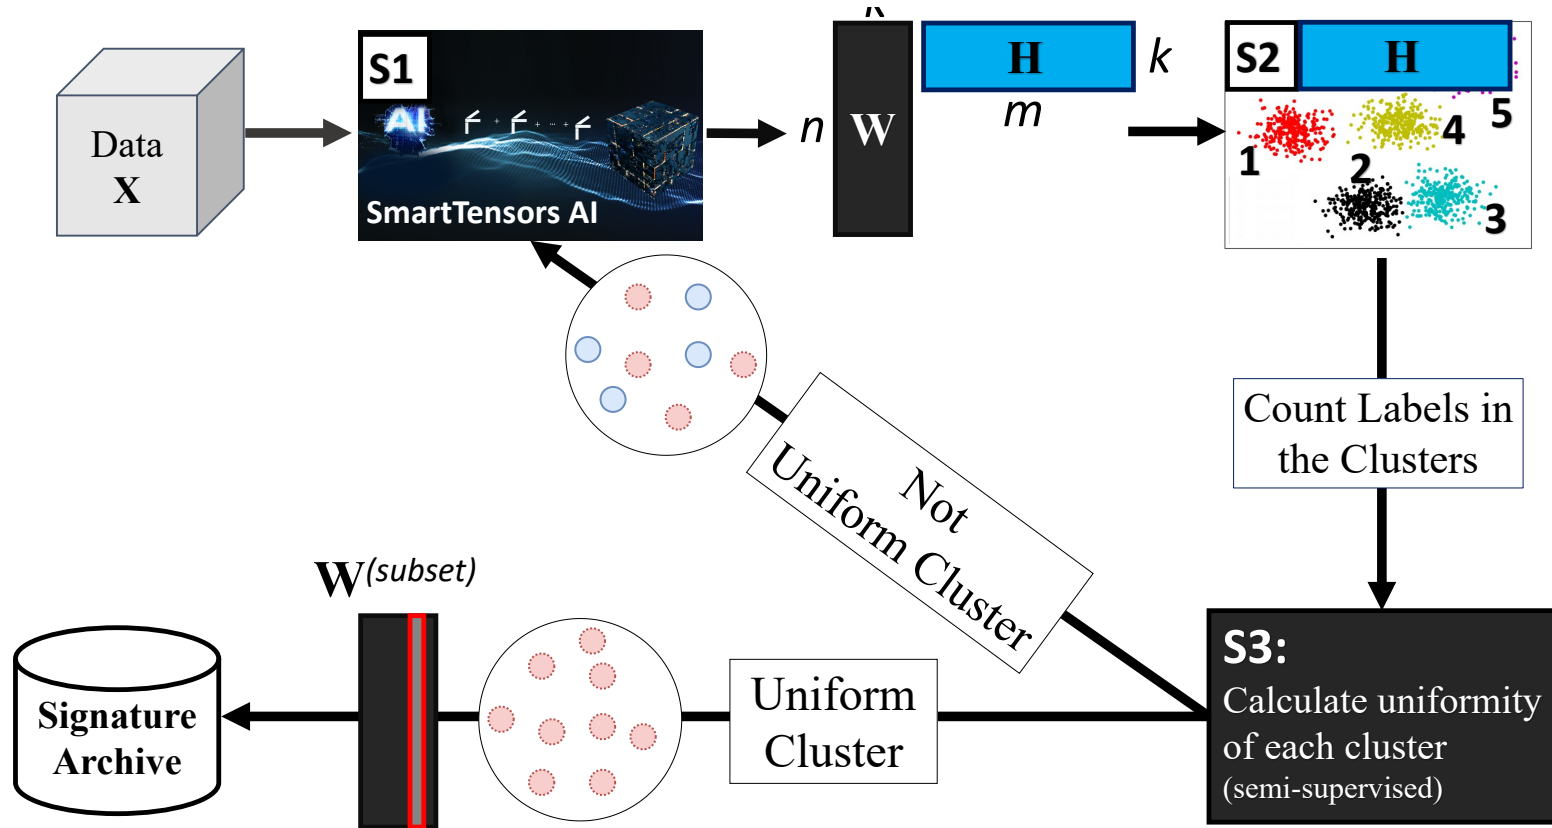 Data
X
S1
AI
+ + ... +
SmartTensors AI
n
W
H
k
m
S2
H
1
2
3
4
5
Count Labels in
the Clusters
Not
Uniform Cluster
W(subset)
Signature
Archive
Uniform
Cluster
S3:
Calculate uniformity
of each cluster
(semi-supervised)